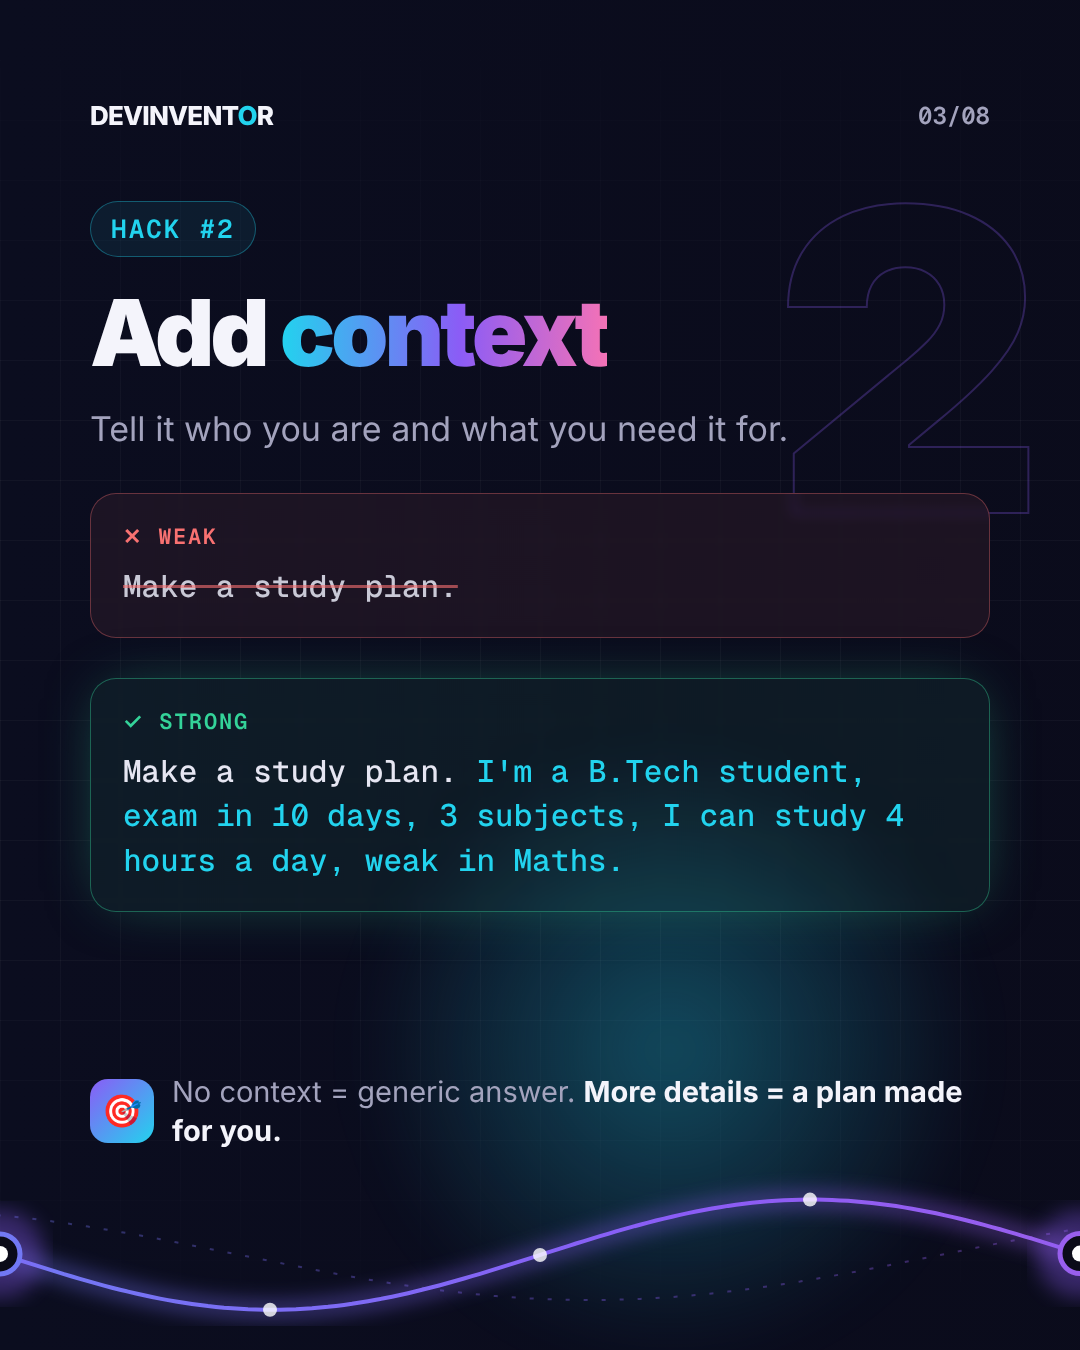 DEVINVENTOR
03/08
HACK #2
2
Add context
Tell it who you are and what you need it for.
✕ WEAK
Make a study plan.
✓ STRONG
Make a study plan. I'm a B.Tech student,
exam in 10 days, 3 subjects, I can study 4
hours a day, weak in Maths.
No context = generic answer. More details = a plan made
for you.